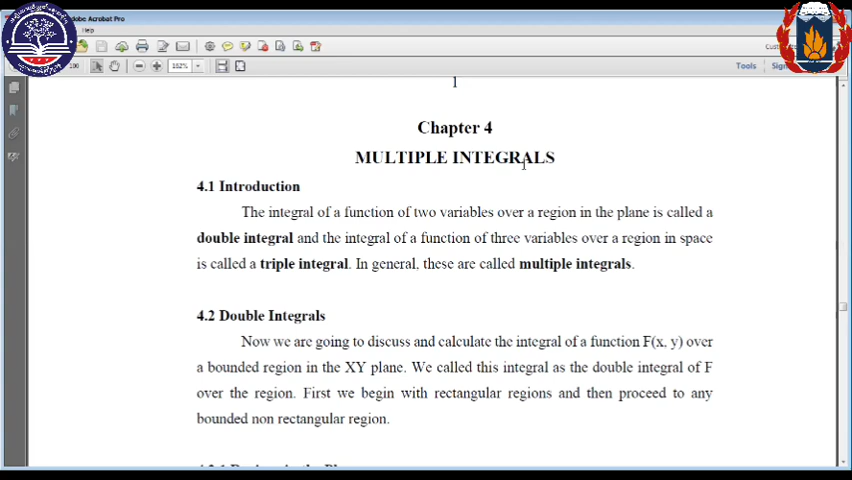 Adobe Acrobat Pro
Help
162%
Tools
1
Chapter 4
MULTIPLE INTEGRALS
4.1 Introduction
The integral of a function of two variables over a region in the plane is called a
double integral and the integral of a function of three variables over a region in space
is called a triple integral. In general, these are called multiple integrals.
4.2 Double Integrals
Now we are going to discuss and calculate the integral of a function F(x, y) over
a bounded region in the XY plane. We called this integral as the double integral of F
over the region. First we begin with rectangular regions and then proceed to any
bounded non rectangular region.